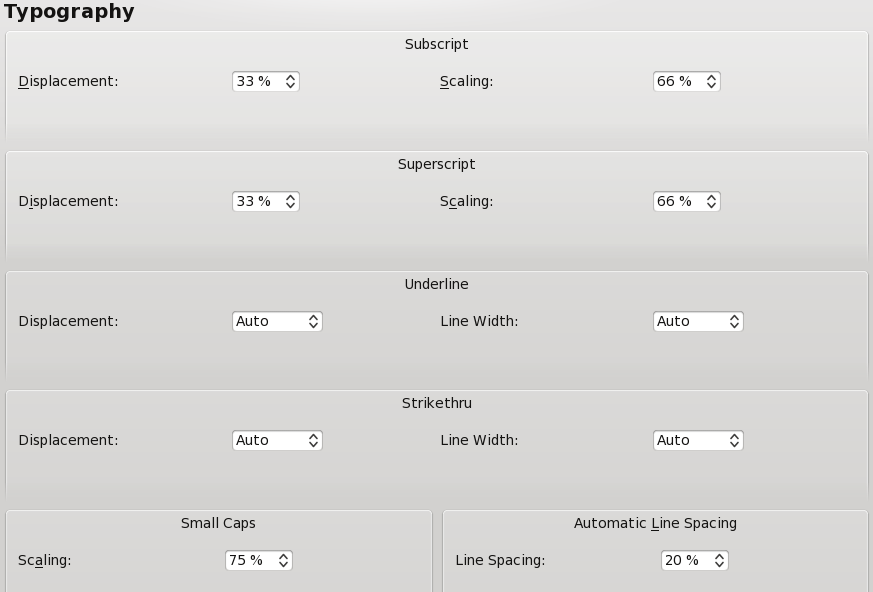 Typography
Subscript
Displacement: 33 % Scaling: 66 %
Superscript
Displacement: 33 % Scaling: 66 %
Underline
Displacement: Auto Line Width: Auto
Strikethru
Displacement: Auto Line Width: Auto
Small Caps Automatic Line Spacing
Scaling: 75 % Line Spacing: 20 %